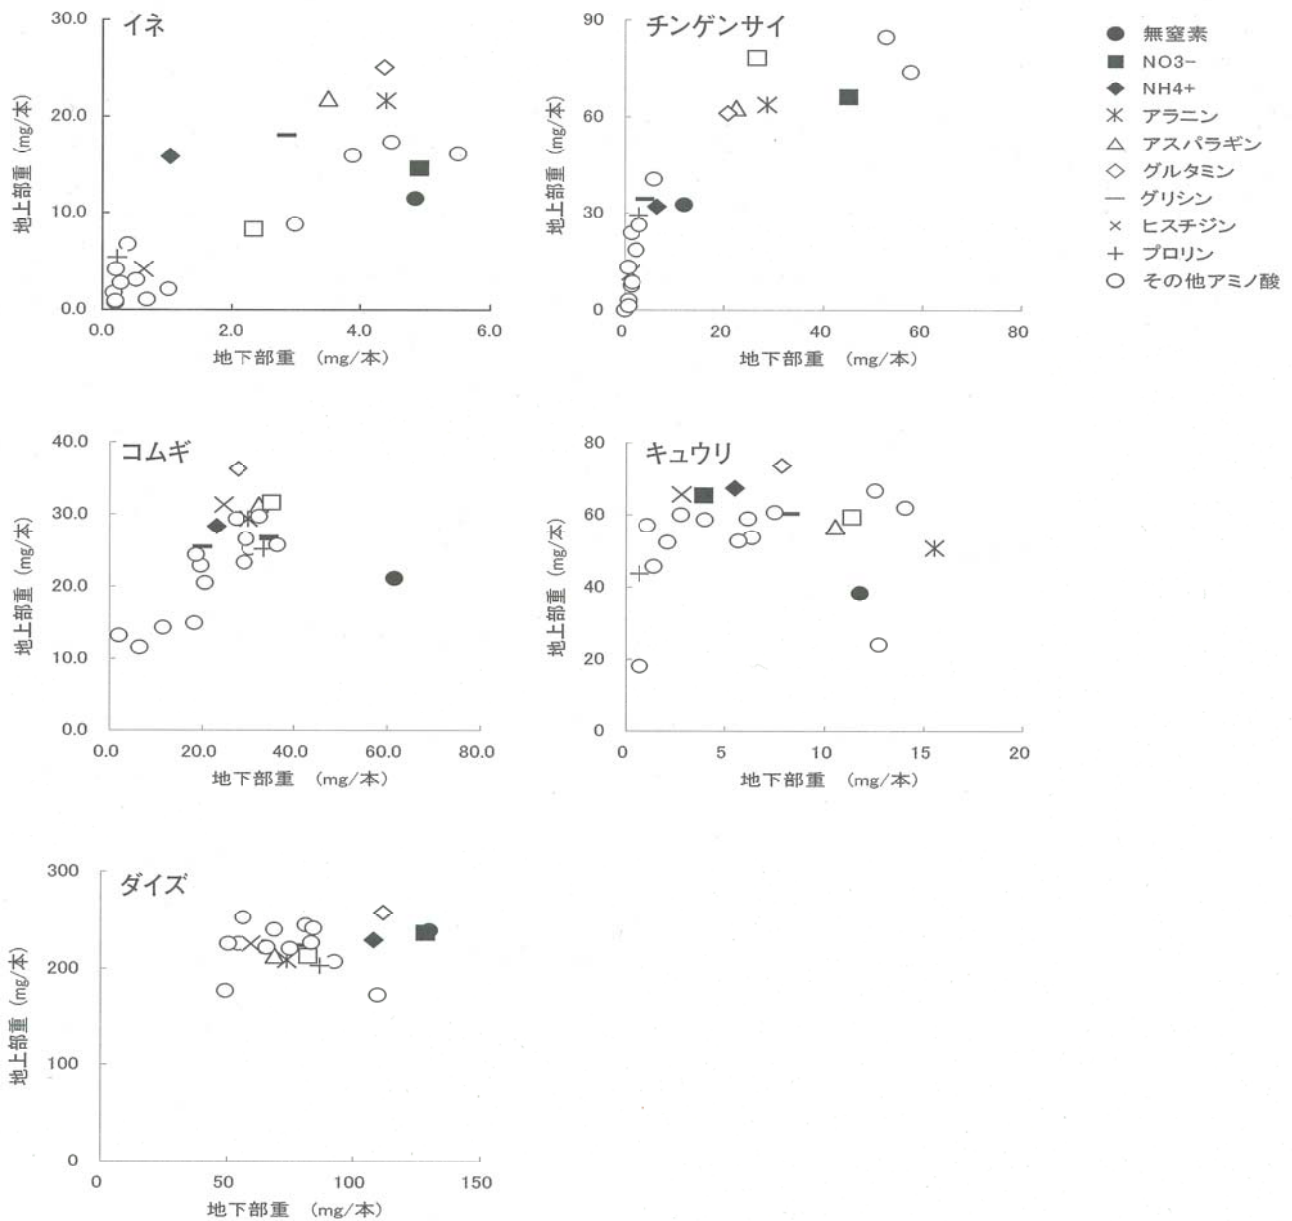 イネ
30.0
20.0
10.0
0.0
0.0
2.0
4.0
6.0
地上部重 (mg/本)
地下部重 (mg/本)
チンゲンサイ
90
60
30
0
0
20
40
60
80
地上部重 (mg/本)
地下部重 (mg/本)
無窒素
NO3-
NH4+
アラニン
アスパラギン
グルタミン
グリシン
ヒスチジン
プロリン
その他アミノ酸
コムギ
40.0
30.0
20.0
10.0
0.0
0.0
20.0
40.0
60.0
80.0
地上部重 (mg/本)
地下部重 (mg/本)
キュウリ
80
60
40
20
0
0
5
10
15
20
地上部重 (mg/本)
地下部重 (mg/本)
ダイズ
300
200
100
0
0
50
100
150
地上部重 (mg/本)
地下部重 (mg/本)